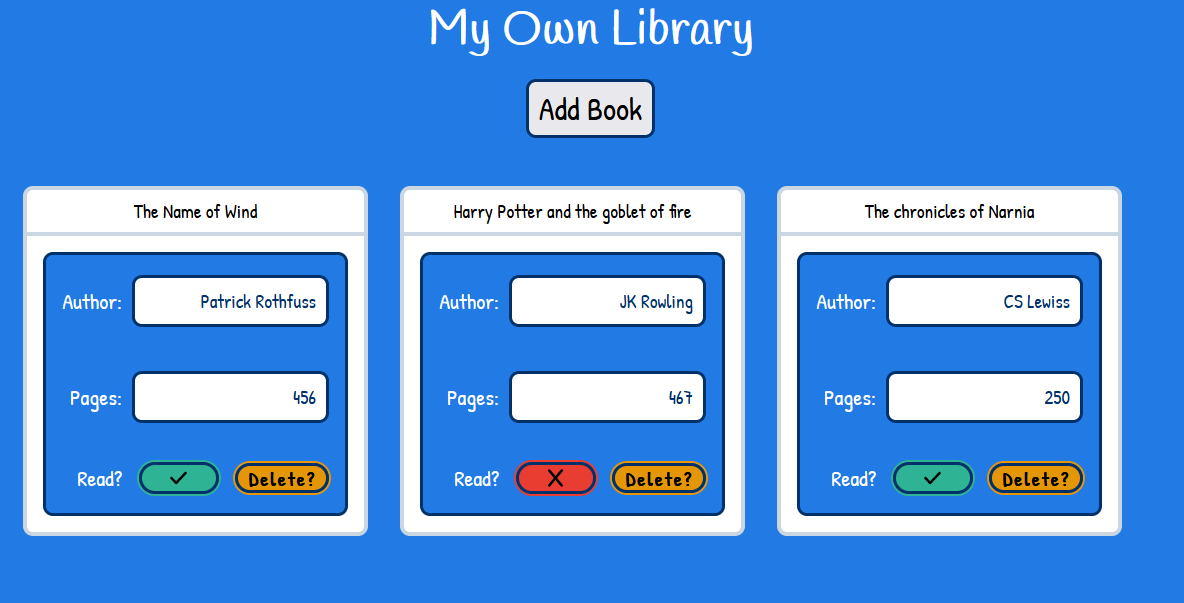 My Own Library
Add Book
The Name of Wind
Author: Patrick Rothfuss
Pages: 456
Read? ✓ Delete?
Harry Potter and the goblet of fire
Author: JK Rowling
Pages: 467
Read? X Delete?
The chronicles of Narnia
Author: CS Lewiss
Pages: 250
Read? ✓ Delete?